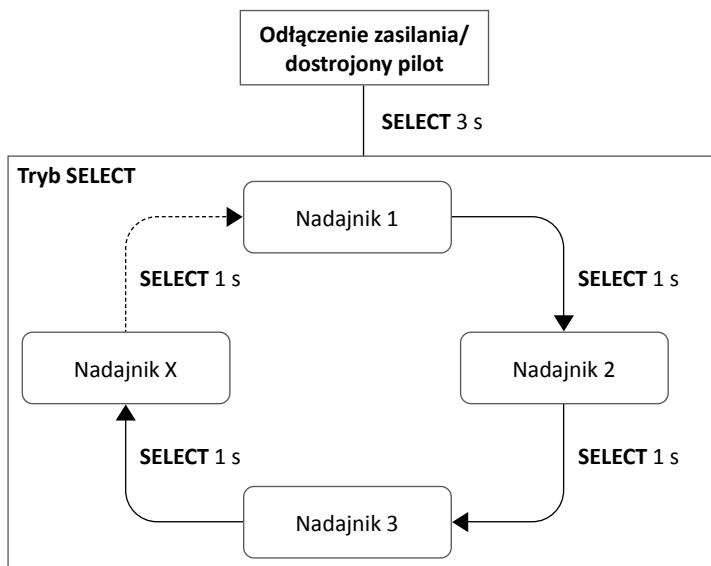 Odłączenie zasilania/
dostrojony pilot
SELECT 3 s
Tryb SELECT
Nadajnik 1
SELECT 1 s
SELECT 1 s
Nadajnik X
Nadajnik 2
SELECT 1 s
SELECT 1 s
Nadajnik 3